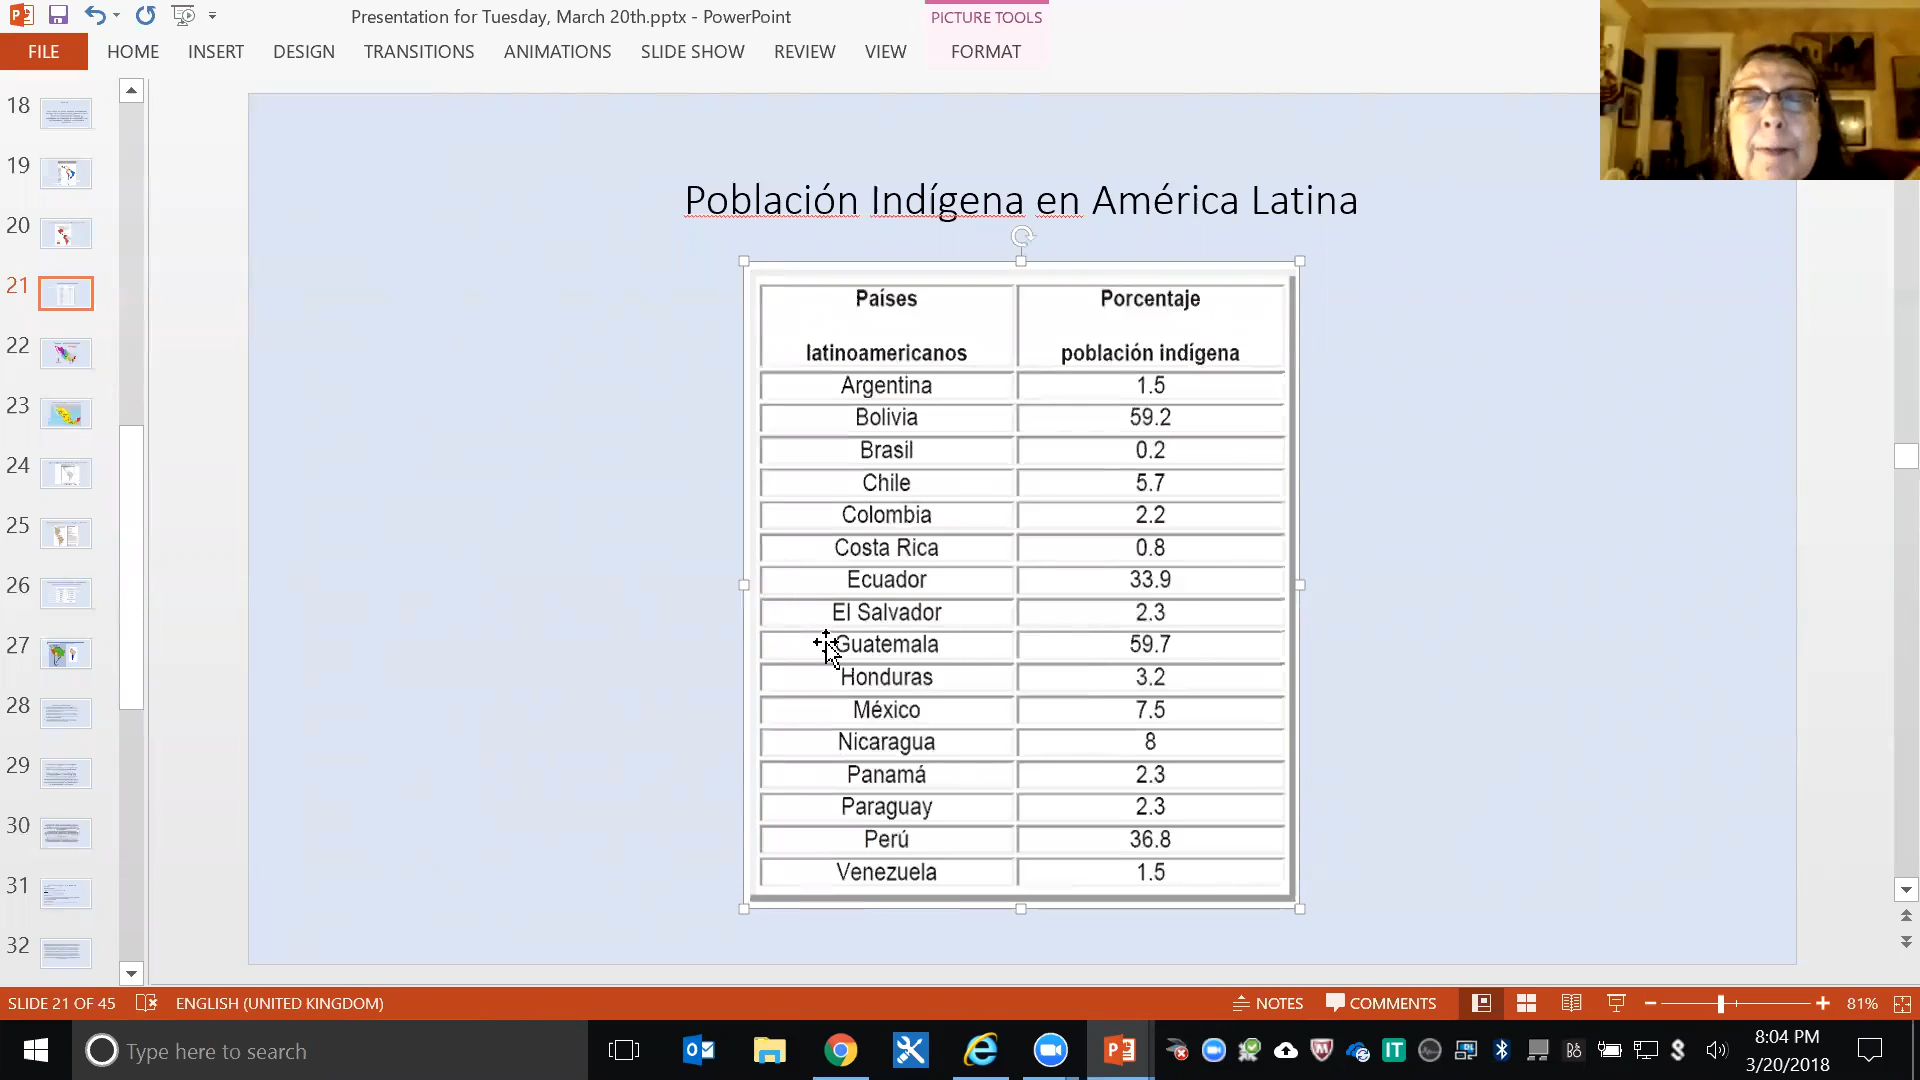 Presentation for Tuesday, March 20th.pptx - PowerPoint
PICTURE TOOLS
FILE
HOME
INSERT
DESIGN
TRANSITIONS
ANIMATIONS
SLIDE SHOW
REVIEW
VIEW
FORMAT
18
19
20
21
22
23
24
25
26
27
28
29
30
31
32
Población Indígena en América Latina
Países latinoamericanos
Porcentaje población indígena
Argentina 1.5
Bolivia 59.2
Brasil 0.2
Chile 5.7
Colombia 2.2
Costa Rica 0.8
Ecuador 33.9
El Salvador 2.3
Guatemala 59.7
Honduras 3.2
México 7.5
Nicaragua 8
Panamá 2.3
Paraguay 2.3
Perú 36.8
Venezuela 1.5
SLIDE 21 OF 45
ENGLISH (UNITED KINGDOM)
NOTES
COMMENTS
81%
Type here to search
8:04 PM
3/20/2018